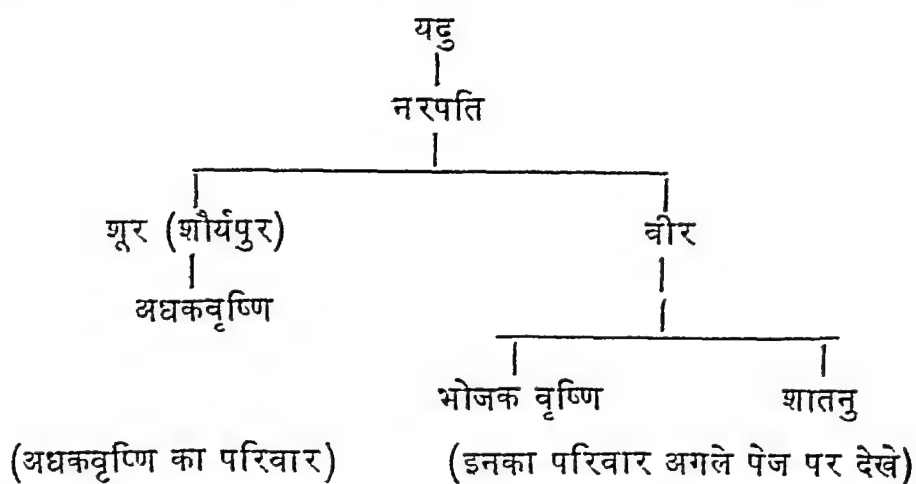 यदु
नरपति
शूर (शौर्यपुर) वीर
अधकवृष्णि
भोजक वृष्णि शातनु
(अधकवृष्णि का परिवार) (इनका परिवार अगले पेज पर देखे)